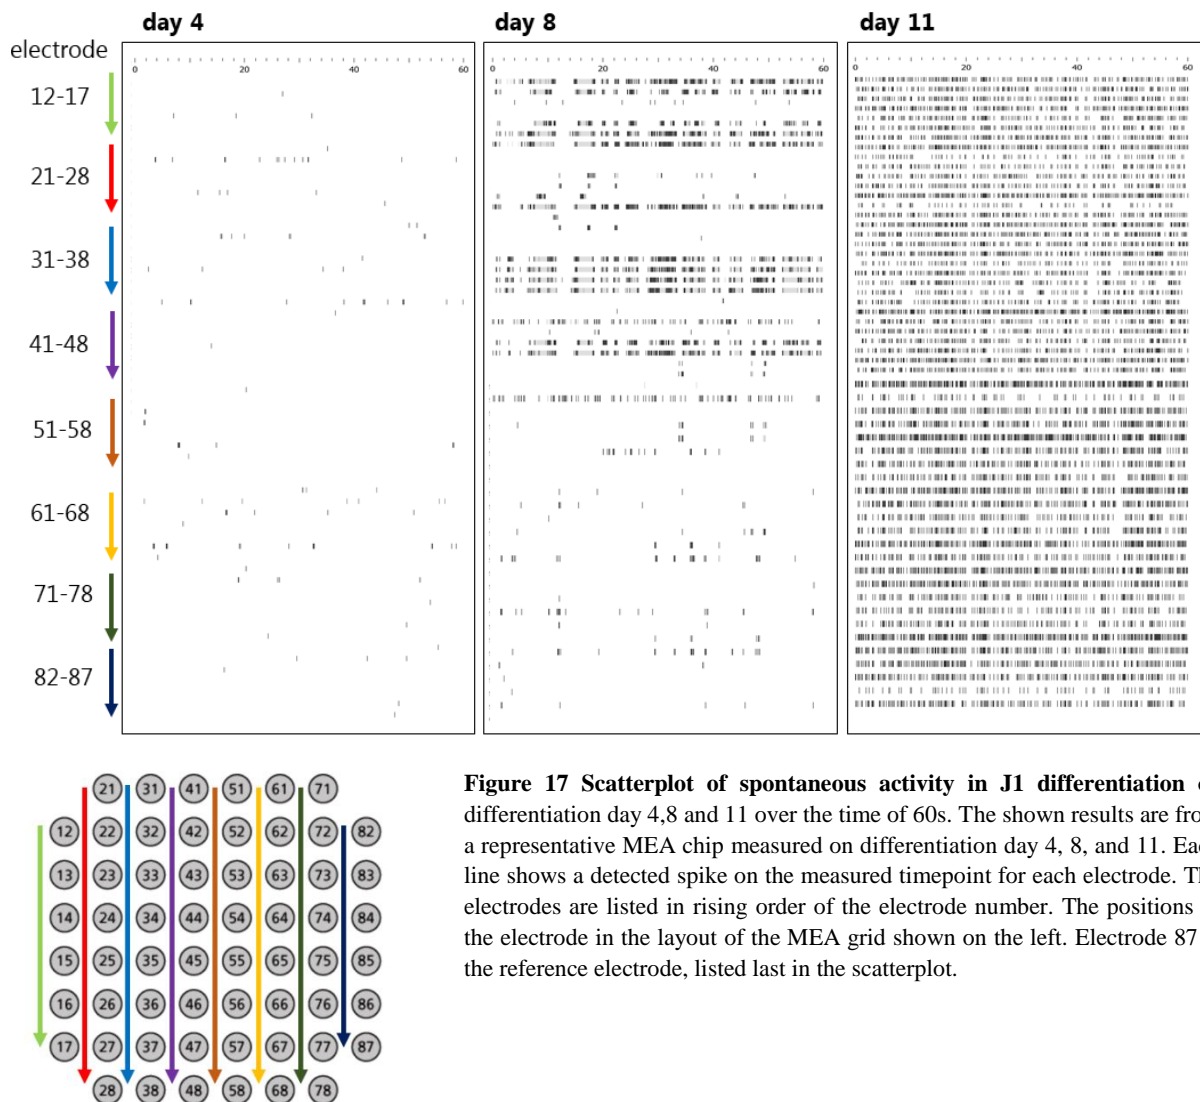 day 4
day 8
day 11
electrode
0 20 40 60
0 20 40 60
0 20 40 60
12-17
21-28
31-38
41-48
51-58
61-68
71-78
82-87
21 31 41 51 61 71
12 22 32 42 52 62 72 82
13 23 33 43 53 63 73 83
14 24 34 44 54 64 74 84
15 25 35 45 55 65 75 85
16 26 36 46 56 66 76 86
17 27 37 47 57 67 77 87
28 38 48 58 68 78
Figure 17 Scatterplot of spontaneous activity in J1 differentiation
differentiation day 4,8 and 11 over the time of 60s. The shown results are
a representative MEA chip measured on differentiation day 4, 8, and 11.
line shows a detected spike on the measured timepoint for each electrode.
electrodes are listed in rising order of the electrode number. The positions
the electrode in the layout of the MEA grid shown on the left. Electrode 87
the reference electrode, listed last in the scatterplot.